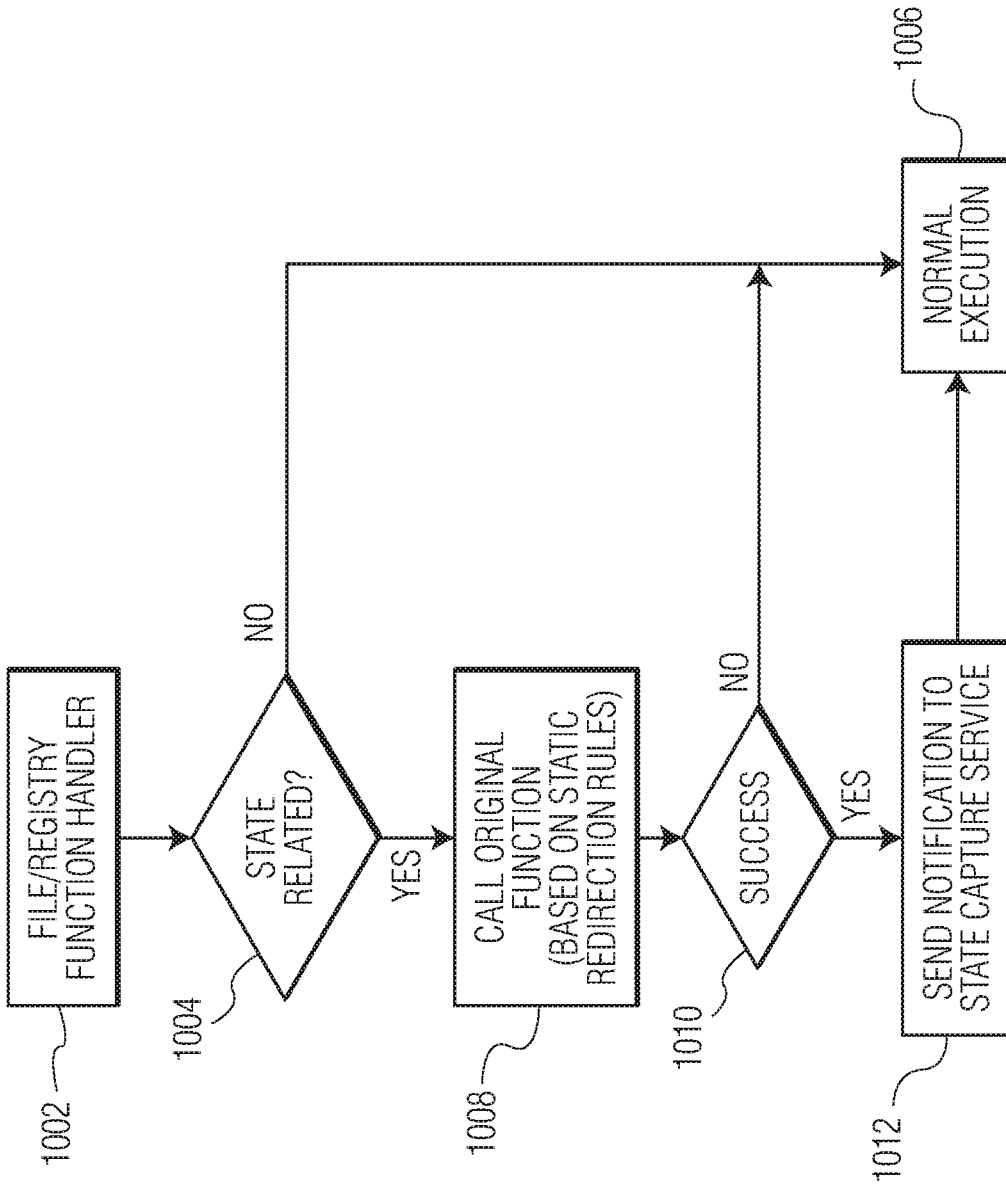 1002
FILE/REGISTRY
FUNCTION HANDLER
1004
STATE
RELATED?
NO
YES
1008
CALL ORIGINAL
FUNCTION
(BASED ON STATIC
REDIRECTION RULES)
1010
SUCCESS
NO
YES
1012
SEND NOTIFICATION TO
STATE CAPTURE SERVICE
NORMAL
EXECUTION
1006